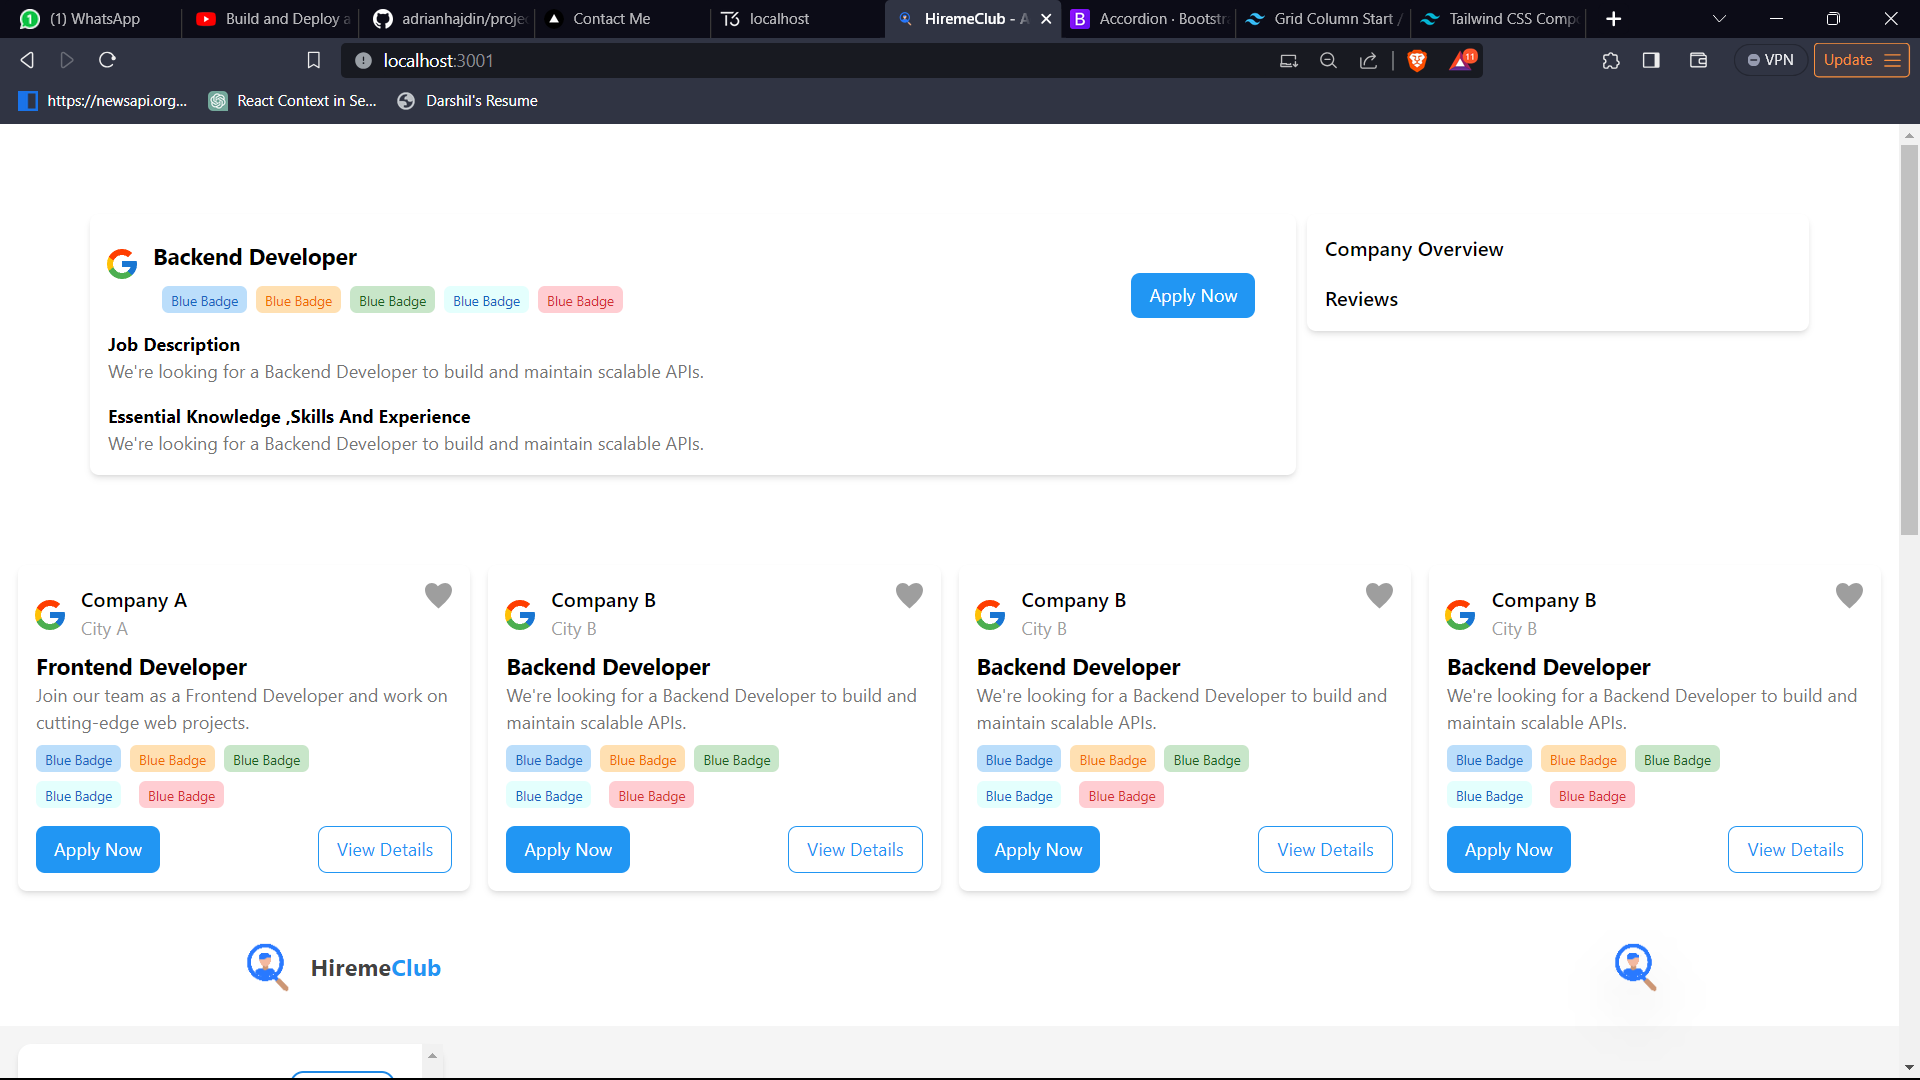 (1) WhatsApp
Build and Deploy a
adrianhajdin/proje
Contact Me
localhost
HiremeClub - A
Accordion · Bootstr
Grid Column Start /
Tailwind CSS Comp
localhost:3001
11
VPN
Update
https://newsapi.org...
React Context in Se...
Darshil's Resume
Backend Developer
Blue Badge Blue Badge Blue Badge Blue Badge Blue Badge
Apply Now
Job Description
We're looking for a Backend Developer to build and maintain scalable APIs.
Essential Knowledge ,Skills And Experience
We're looking for a Backend Developer to build and maintain scalable APIs.
Company Overview
Reviews
Company A
City A
Frontend Developer
Join our team as a Frontend Developer and work on
cutting-edge web projects.
Blue Badge Blue Badge Blue Badge
Blue Badge Blue Badge
Apply Now View Details
Company B
City B
Backend Developer
We're looking for a Backend Developer to build and
maintain scalable APIs.
Blue Badge Blue Badge Blue Badge
Blue Badge Blue Badge
Apply Now View Details
Company B
City B
Backend Developer
We're looking for a Backend Developer to build and
maintain scalable APIs.
Blue Badge Blue Badge Blue Badge
Blue Badge Blue Badge
Apply Now View Details
Company B
City B
Backend Developer
We're looking for a Backend Developer to build and
maintain scalable APIs.
Blue Badge Blue Badge Blue Badge
Blue Badge Blue Badge
Apply Now View Details
HiremeClub